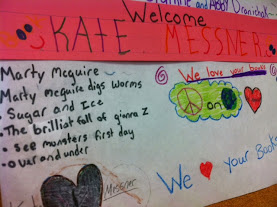 Welcome
KATE MESSNER
Marty Mcguire
Marty mcguire digs worms
• Sugar and Ice
• The brilliat fall of gianna Z
• see monsters first day
• over and under
We love your books
on
We your Books
Messner